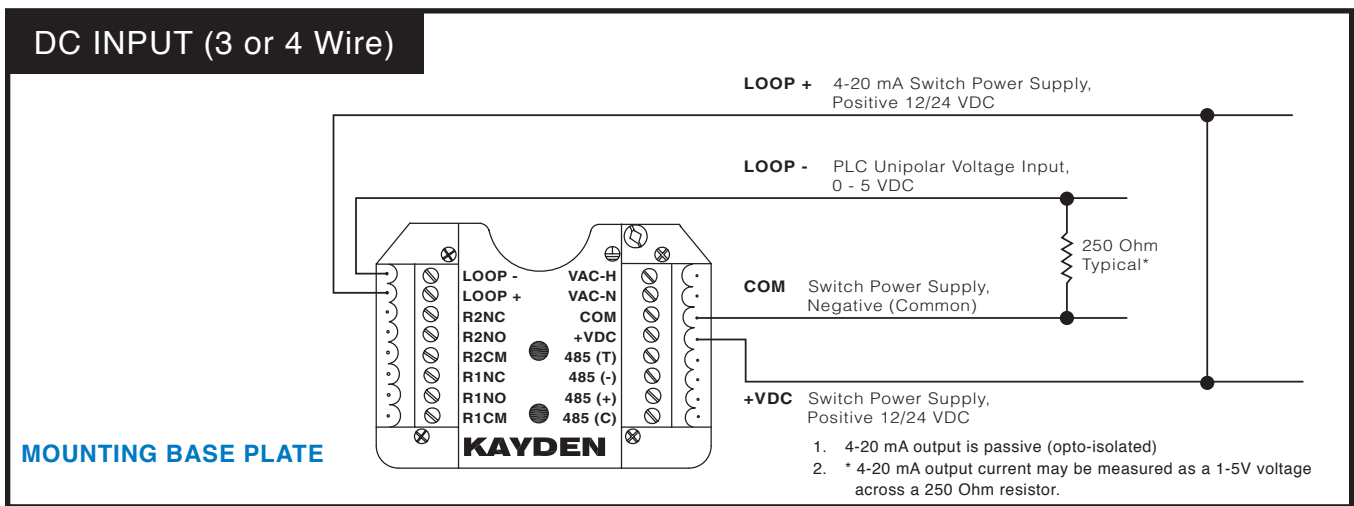 DC INPUT (3 or 4 Wire)
LOOP + 4-20 mA Switch Power Supply,
Positive 12/24 VDC
LOOP - PLC Unipolar Voltage Input,
0 - 5 VDC
250 Ohm
Typical*
COM Switch Power Supply,
Negative (Common)
LOOP - VAC-H
LOOP + VAC-N
R2NC COM
R2NO +VDC
R2CM 485 (T)
R1NC 485 (-)
R1NO 485 (+)
R1CM 485 (C)
KAYDEN
MOUNTING BASE PLATE
+VDC Switch Power Supply,
Positive 12/24 VDC
1. 4-20 mA output is passive (opto-isolated)
2. * 4-20 mA output current may be measured as a 1-5V voltage
across a 250 Ohm resistor.